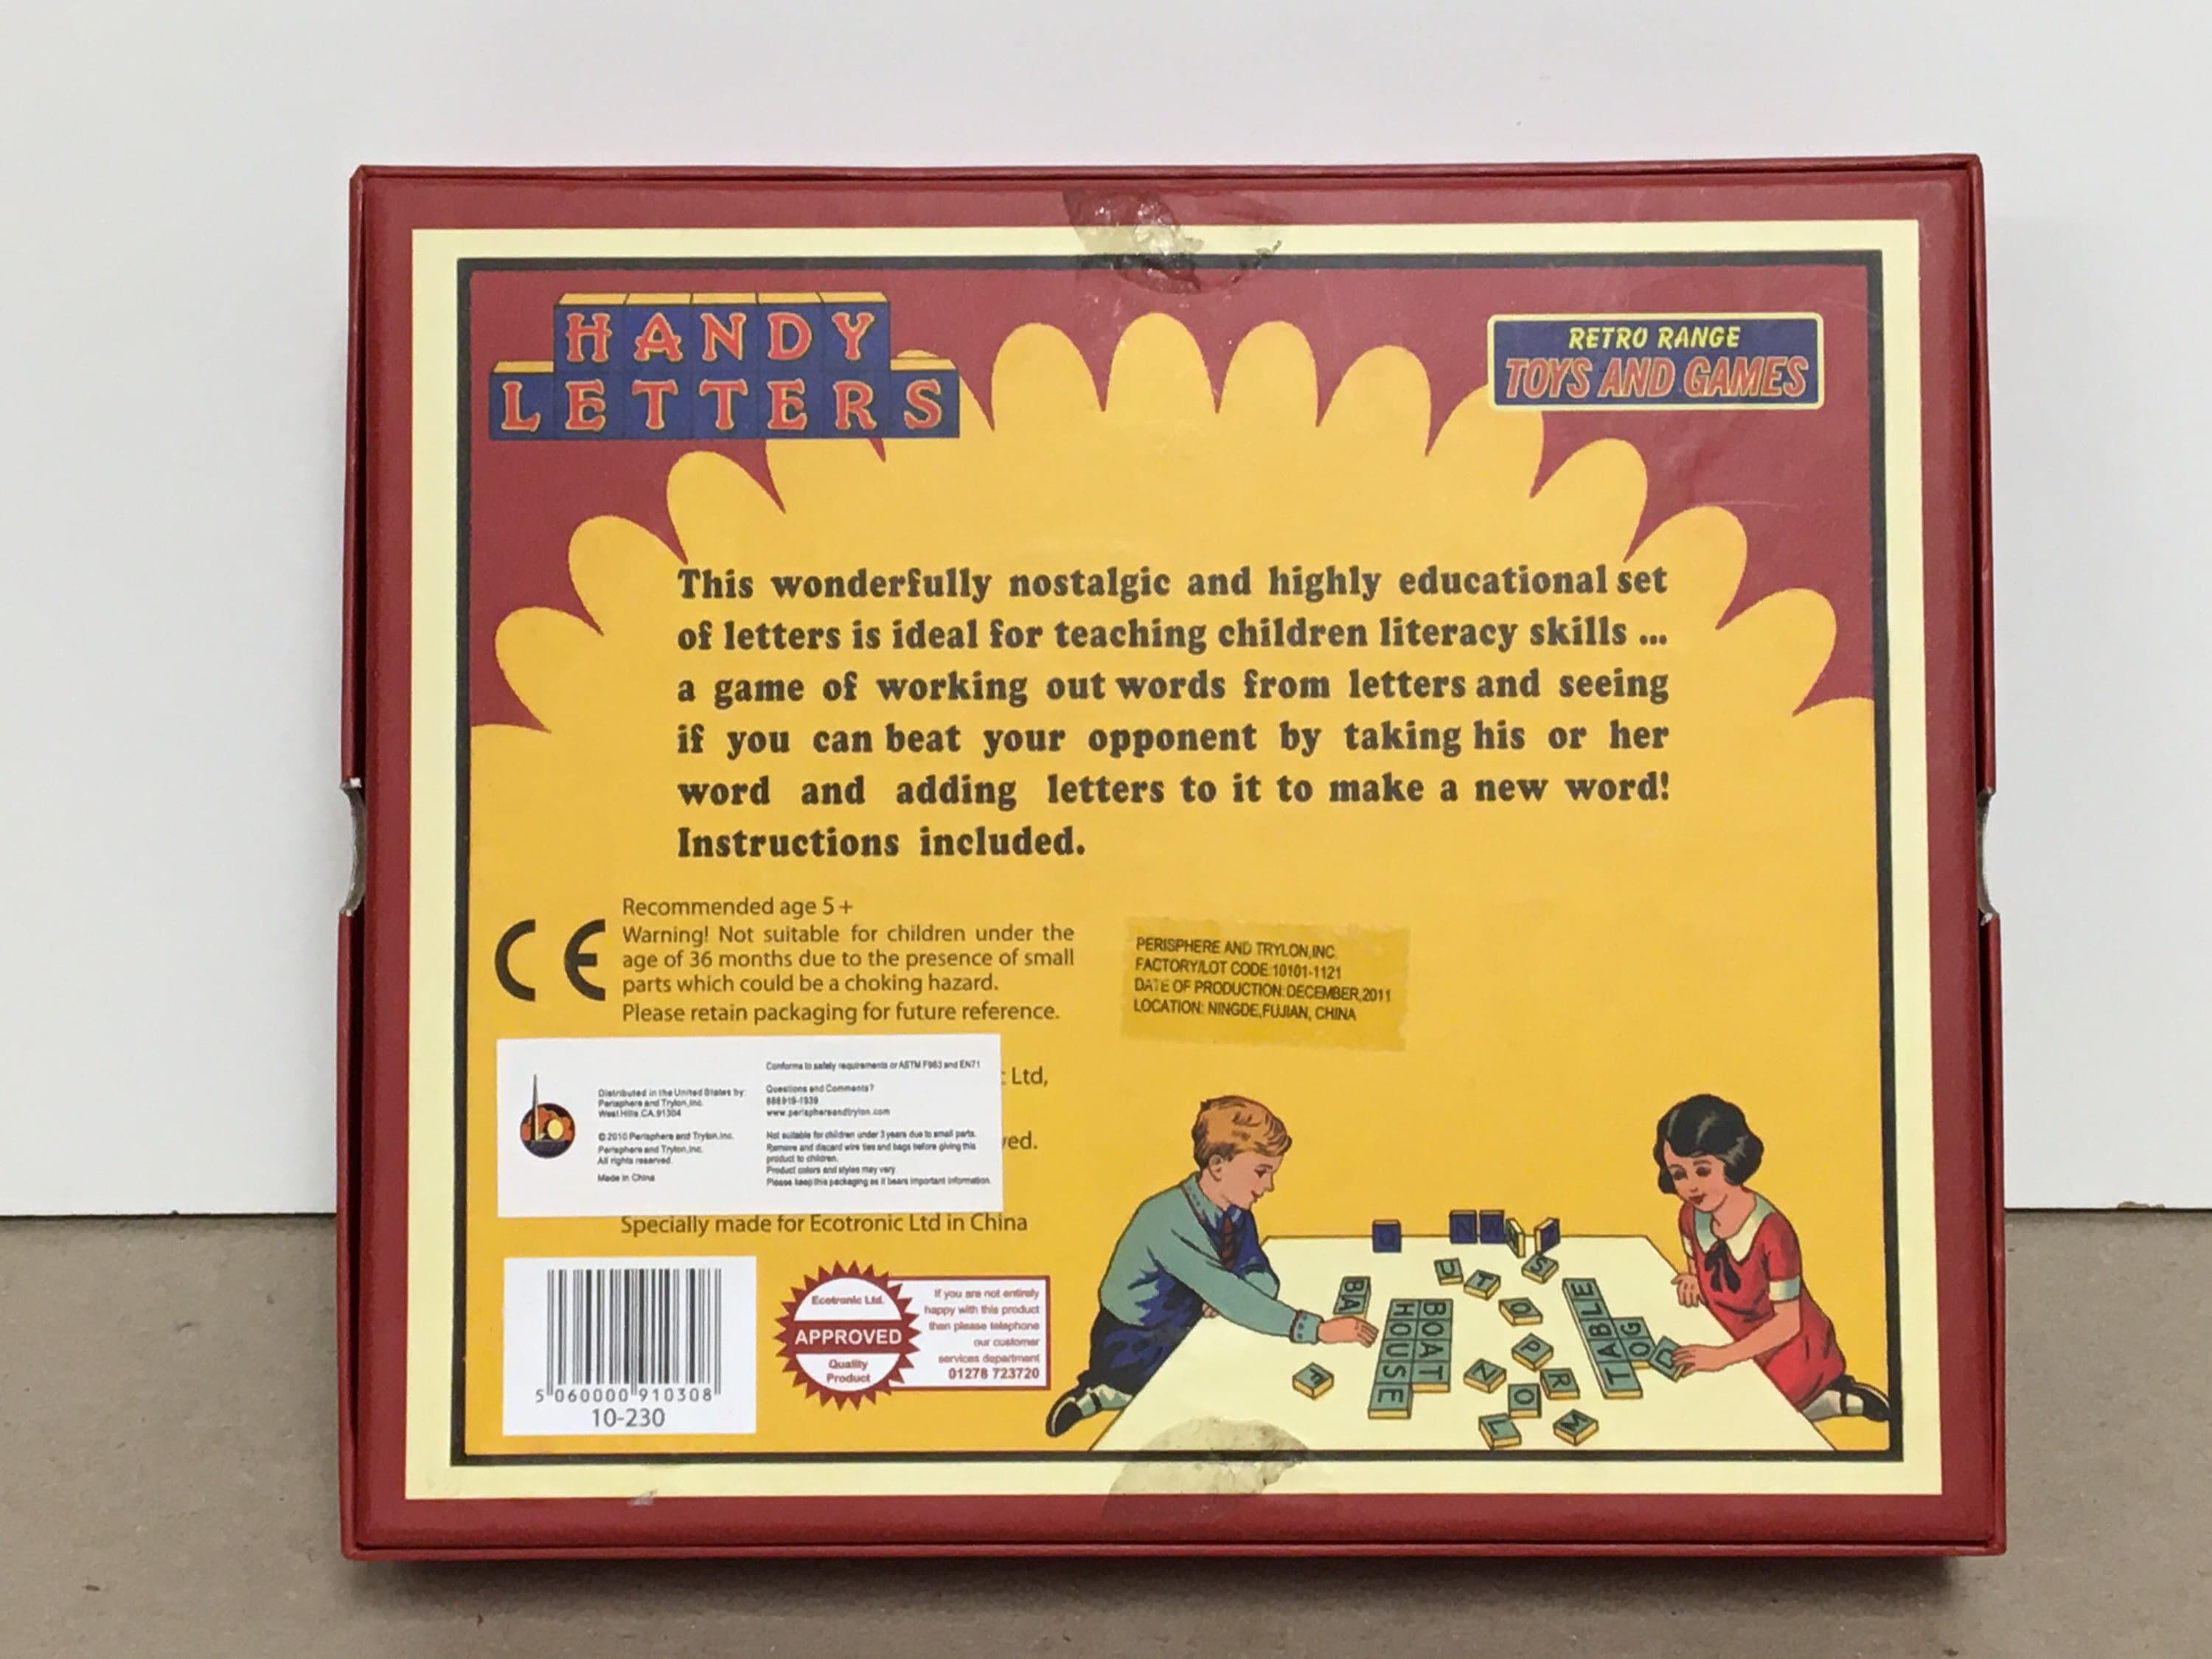 HANDY
LETTERS
RETRO RANGE
TOYS AND GAMES
This wonderfully nostalgic and highly educational set
of letters is ideal for teaching children literacy skills ...
a game of working out words from letters and seeing
if you can beat your opponent by taking his or her
word and adding letters to it to make a new word!
Instructions included.
CE
Recommended age 5+
Warning! Not suitable for children under the
age of 36 months due to the presence of small
parts which could be a choking hazard.
Please retain packaging for future reference.
PERISPHERE AND TRYLON,INC.
FACTORY/LOT CODE:10101-1121
DATE OF PRODUCTION:DECEMBER,2011
LOCATION: NINGDE,FUJIAN, CHINA
Distributed in the United States by:
Perisphere and Trylon,Inc.
West Hills CA.91304
© 2010 Perisphere and Trylon,Inc.
Perisphere and Trylon,Inc.
All rights reserved.
Made in China
Conforms to safety requirements or ASTM F963 and EN71
Questions and Comments?
888 919-1939
www.perisphereandtrylon.com
Not suitable for children under 3 years due to small parts.
Remove and discard wire ties and bags before giving this
product to children.
Product colors and styles may vary
Please keep this packaging as it bears important information.
Ltd,
Specially made for Ecotronic Ltd in China
5 060000 910308
10-230
Ecotronic Ltd.
APPROVED
Quality
Product
If you are not entirely
happy with this product
then please telephone
our customer
services department
01278 723720
BA
BOAT
HOUSE
TABLE
DOG